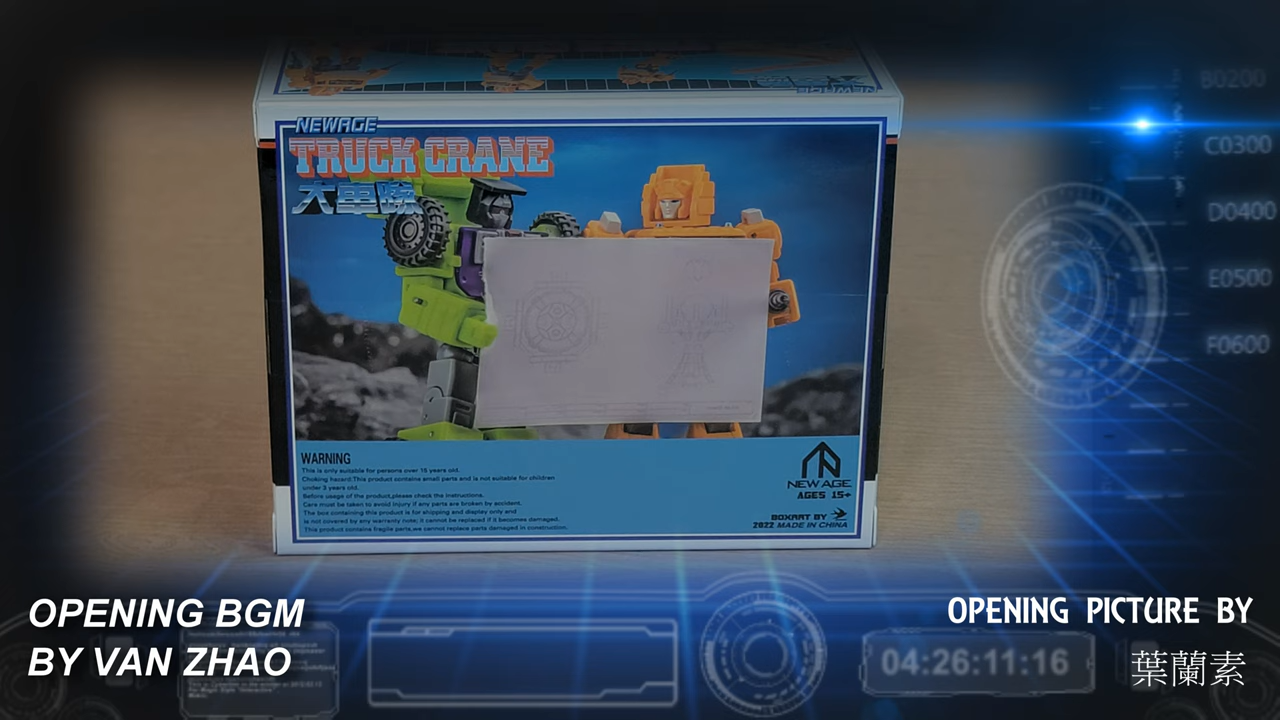 NEWAGE
TRUCK CRANE
大車隊
WARNING
This is only suitable for persons over 15 years old.
Choking hazard:This product contains small parts and is not suitable for children
under 3 years old.
Before usage of the product,please check the instructions.
Care must be taken to avoid injury if any parts are broken by accident.
The box containing this product is for shipping and display only and
is not covered by any warranty note; it cannot be replaced if it becomes damaged.
This product contains fragile parts,we cannot replace parts damaged in construction.
NEWAGE
AGES 15+
BOXART BY
2022 MADE IN CHINA
B0200
C0300
D0400
E0500
F0600
OPENING BGM
BY VAN ZHAO
04:26:11:16
OPENING PICTURE BY
葉蘭素